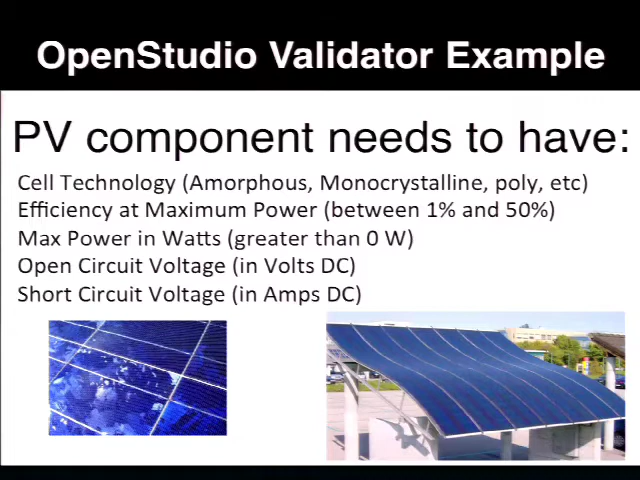 OpenStudio Validator Example
PV component needs to have:
Cell Technology (Amorphous, Monocrystalline, poly, etc)
Efficiency at Maximum Power (between 1% and 50%)
Max Power in Watts (greater than 0 W)
Open Circuit Voltage (in Volts DC)
Short Circuit Voltage (in Amps DC)